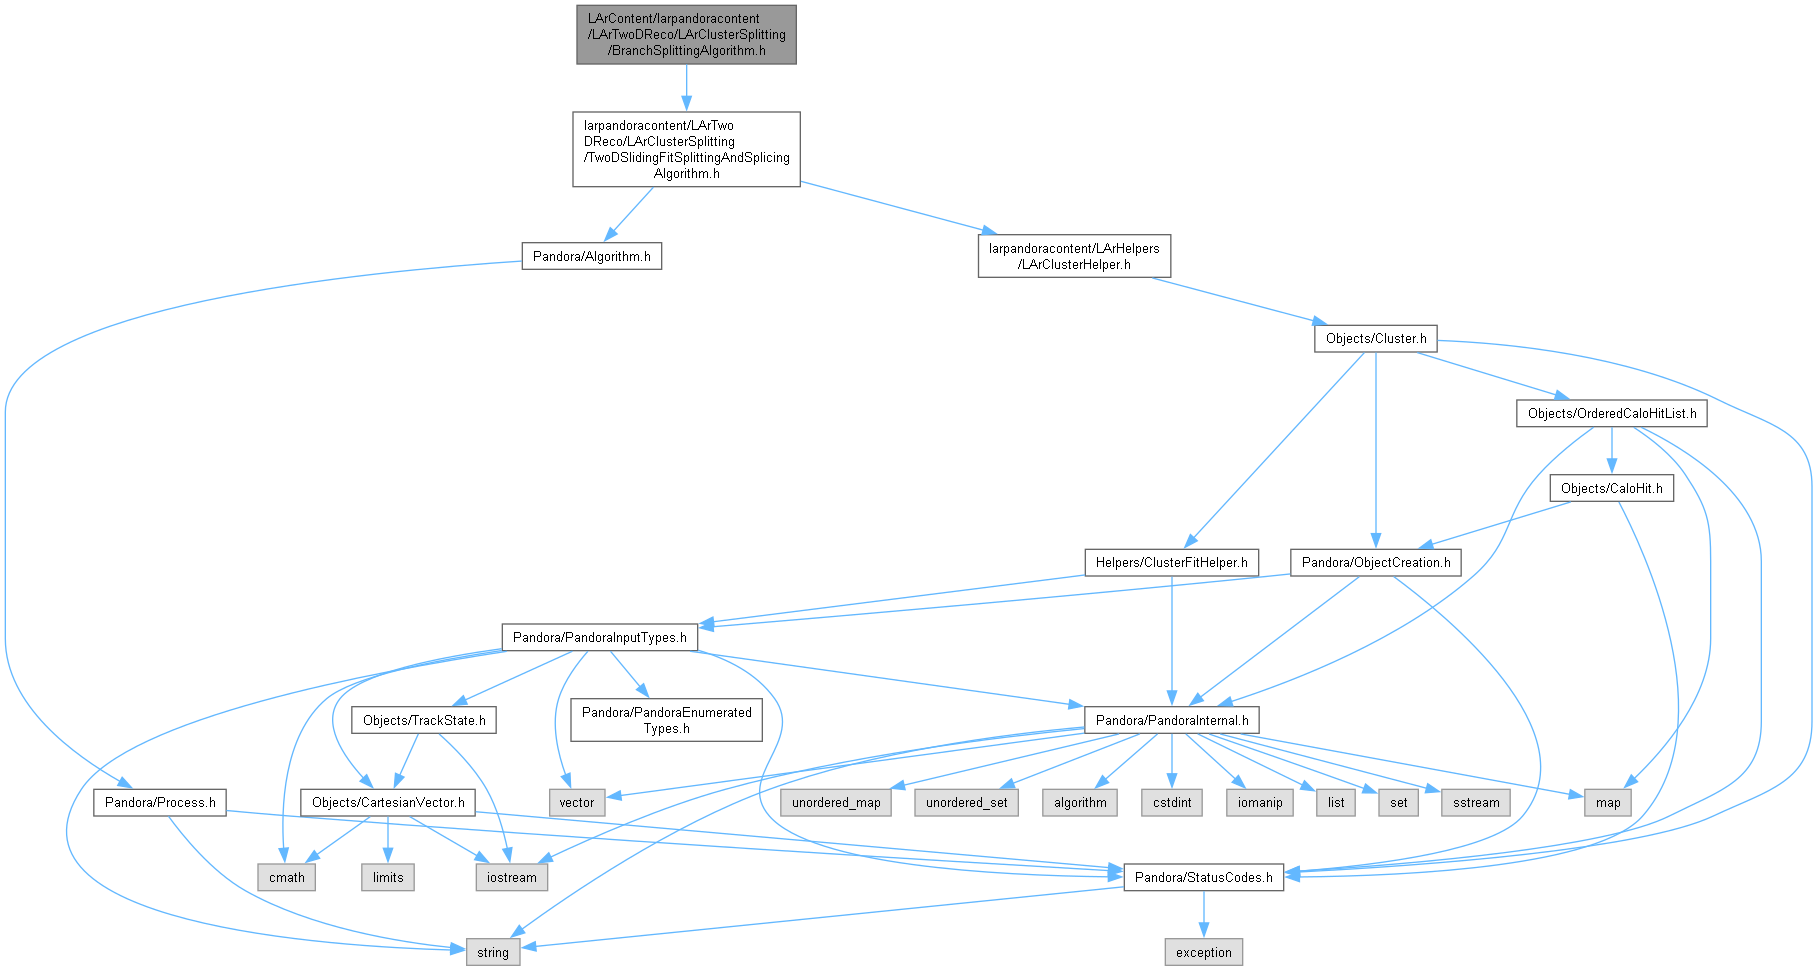 LArContent/larpandoracontent
/LArTwoDReco/LArClusterSplitting
/BranchSplittingAlgorithm.h
larpandoracontent/LArTwo
DReco/LArClusterSplitting
/TwoDSlidingFitSplittingAndSplicing
Algorithm.h
Pandora/Algorithm.h
larpandoracontent/LArHelpers
/LArClusterHelper.h
Objects/Cluster.h
Objects/OrderedCaloHitList.h
Objects/CaloHit.h
Helpers/ClusterFitHelper.h
Pandora/ObjectCreation.h
Pandora/PandoraInputTypes.h
Objects/TrackState.h
Pandora/PandoraEnumerated
Types.h
Pandora/PandoraInternal.h
Pandora/Process.h
Objects/CartesianVector.h
vector
unordered_map
unordered_set
algorithm
cstdint
iomanip
list
set
sstream
map
cmath
limits
iostream
Pandora/StatusCodes.h
string
exception